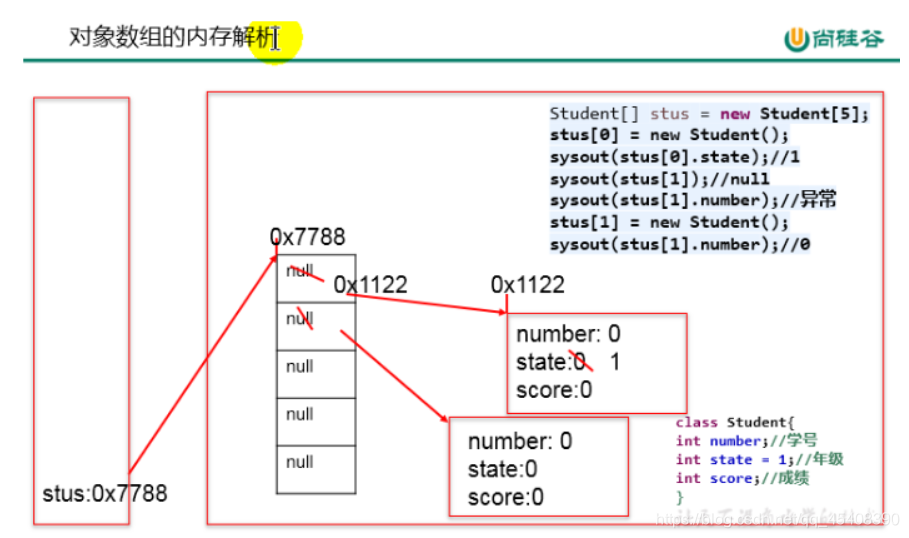 对象数组的内存解析
尚硅谷
Student[] stus = new Student[5];
stus[0] = new Student();
sysout(stus[0].state);//1
sysout(stus[1]);//null
sysout(stus[1].number);//异常
stus[1] = new Student();
sysout(stus[1].number);//0
0x7788
null
0x1122
0x1122
null
number: 0
state:0 1
score:0
null
null
null
number: 0
state:0
score:0
class Student{
int number;//学号
int state = 1;//年级
int score;//成绩
}
stus:0x7788